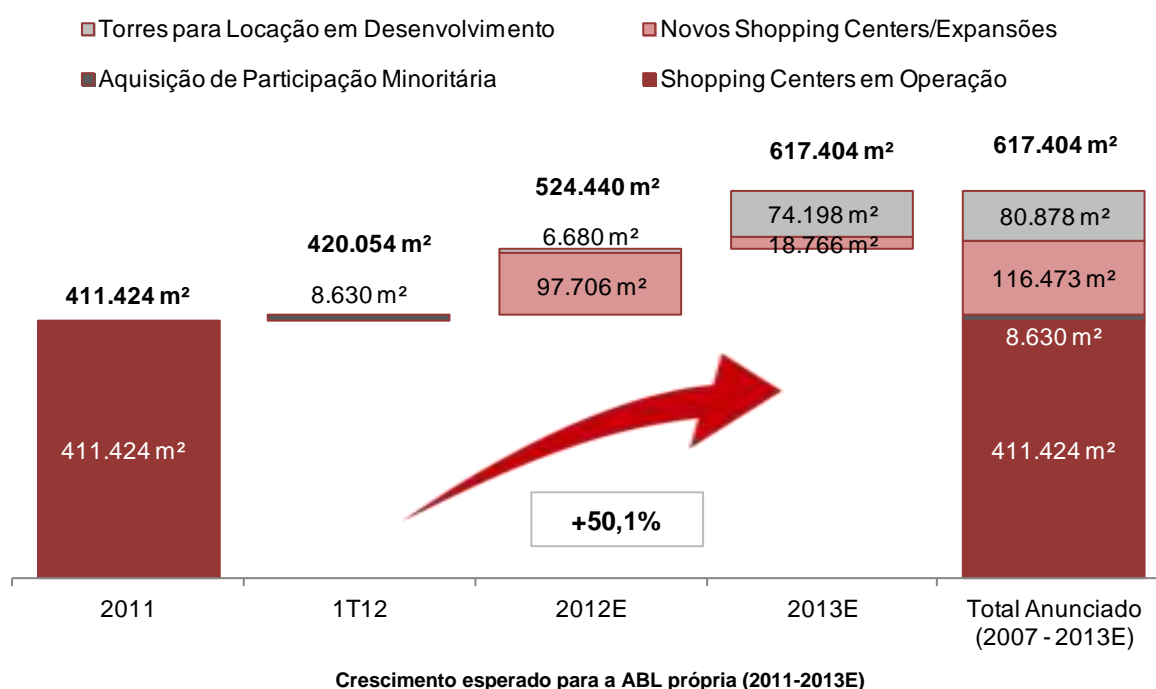 Torres para Locação em Desenvolvimento
Novos Shopping Centers/Expansões
Aquisição de Participação Minoritária
Shopping Centers em Operação
617.404 m²
617.404 m²
524.440 m²
74.198 m²
80.878 m²
6.680 m²
18.766 m²
420.054 m²
411.424 m²
8.630 m²
97.706 m²
116.473 m²
8.630 m²
411.424 m²
411.424 m²
+50,1%
2011
1T12
2012E
2013E
Total Anunciado
(2007 - 2013E)
Crescimento esperado para a ABL própria (2011-2013E)